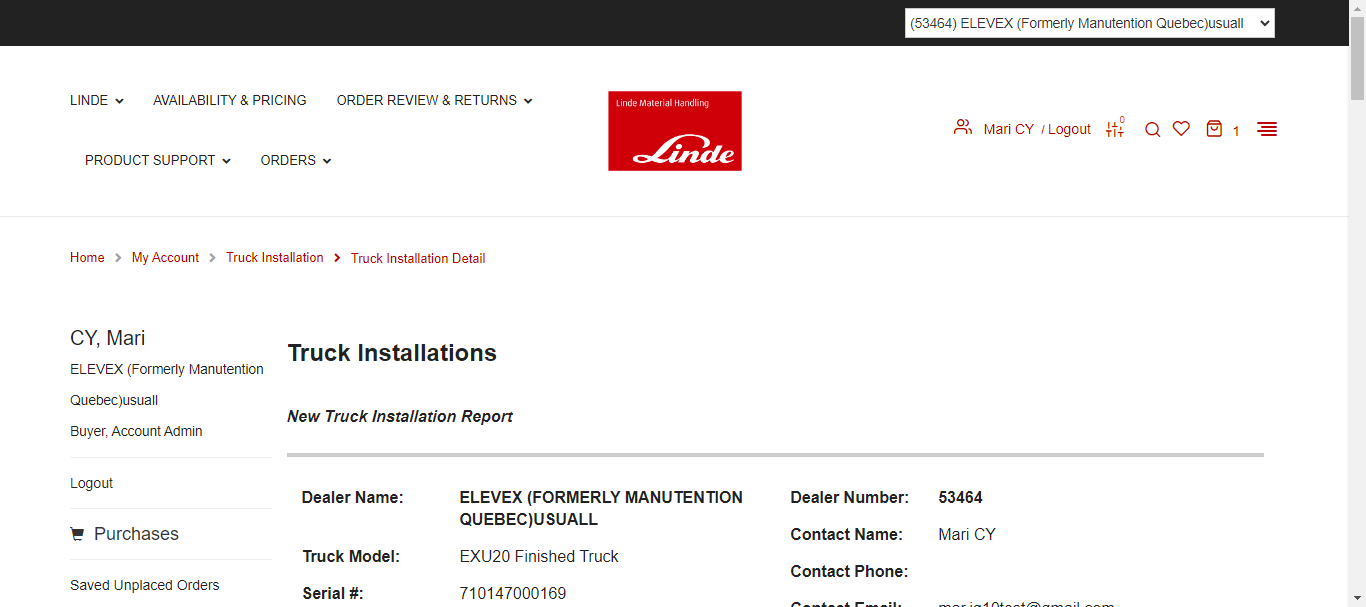 (53464) ELEVEX (Formerly Manutention Quebec)usuall
LINDE
AVAILABILITY & PRICING
ORDER REVIEW & RETURNS
PRODUCT SUPPORT
ORDERS
Linde Material Handling
Linde
Mari CY / Logout
0
1
Home
My Account
Truck Installation
Truck Installation Detail
CY, Mari
ELEVEX (Formerly Manutention
Quebec)usuall
Buyer, Account Admin
Logout
Purchases
Saved Unplaced Orders
Truck Installations
New Truck Installation Report
Dealer Name: ELEVEX (FORMERLY MANUTENTION
QUEBEC)USUALL
Truck Model: EXU20 Finished Truck
Serial #: 710147000169
Dealer Number: 53464
Contact Name: Mari CY
Contact Phone:
Contact Email: